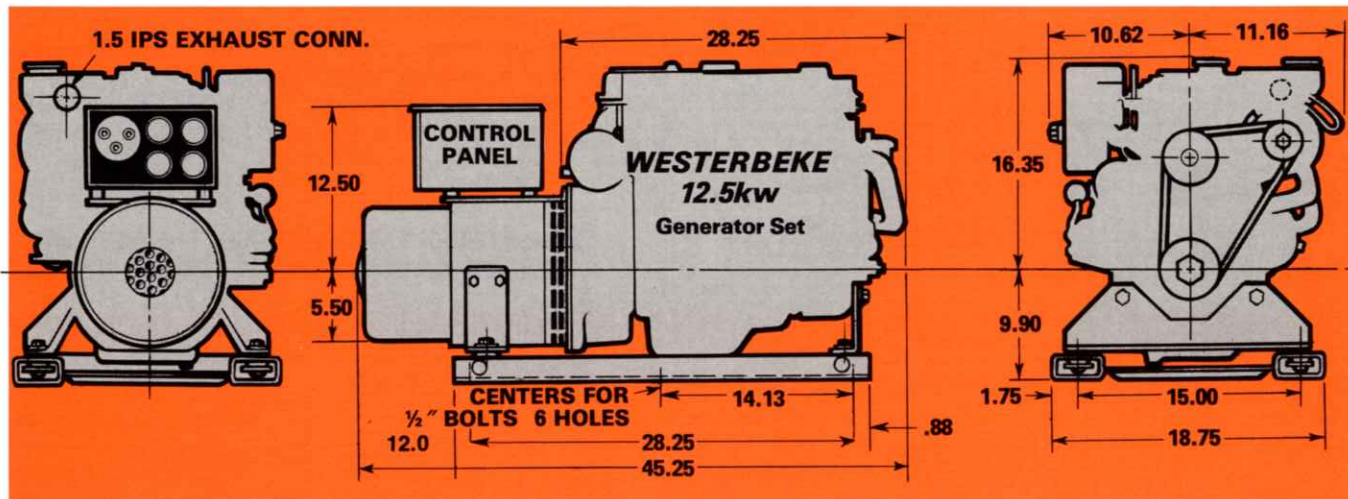 1.5 IPS EXHAUST CONN.
28.25
10.62
11.16
CONTROL
PANEL
WESTERBEKE
12.5kw
Generator Set
12.50
16.35
5.50
9.90
CENTERS FOR
½" BOLTS 6 HOLES
14.13
1.75
15.00
12.0
28.25
.88
18.75
45.25